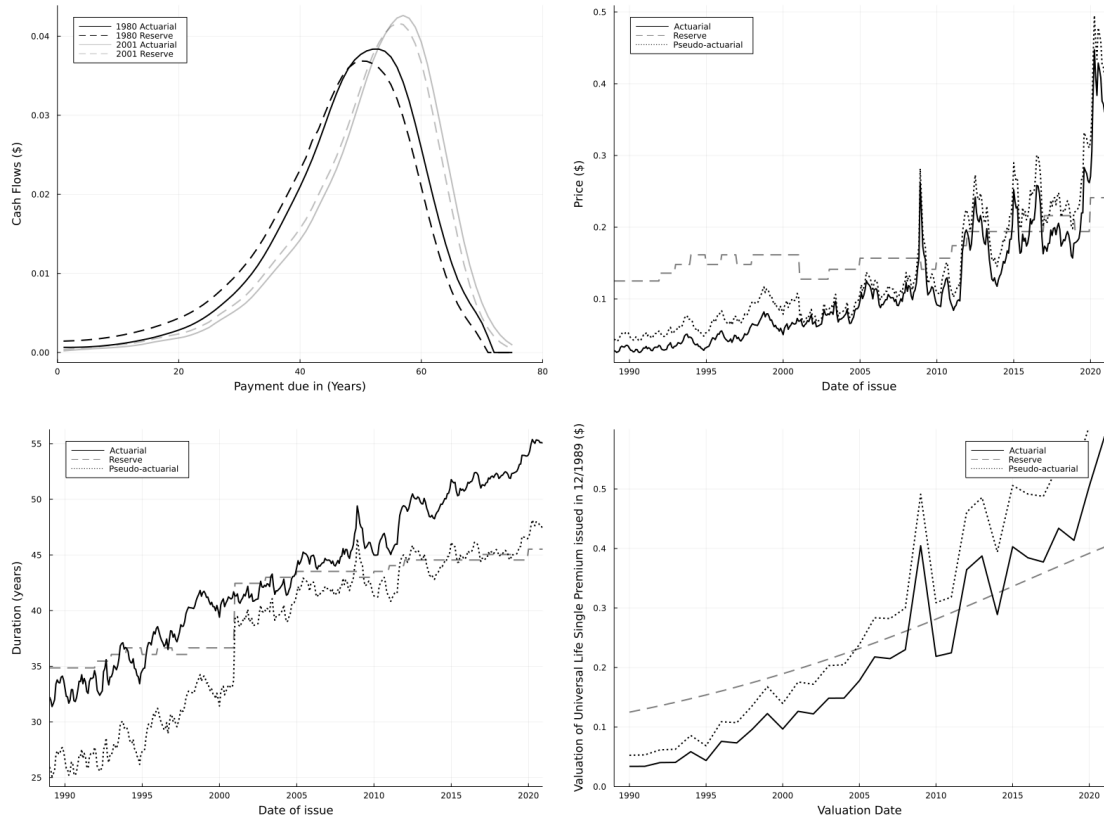 1980 Actuarial
1980 Reserve
2001 Actuarial
2001 Reserve
Cash Flows ($)
0.04
0.03
0.02
0.01
0.00
0 20 40 60 80
Payment due in (Years)
Actuarial
Reserve
Pseudo-actuarial
Price ($)
0.5
0.4
0.3
0.2
0.1
1990 1995 2000 2005 2010 2015 2020
Date of issue
Actuarial
Reserve
Pseudo-actuarial
Duration (years)
55
50
45
40
35
30
25
1990 1995 2000 2005 2010 2015 2020
Date of issue
Actuarial
Reserve
Pseudo-actuarial
Valuation of Universal Life Single Premium issued in 12/1989 ($)
0.5
0.4
0.3
0.2
0.1
0.0
1990 1995 2000 2005 2010 2015 2020
Valuation Date